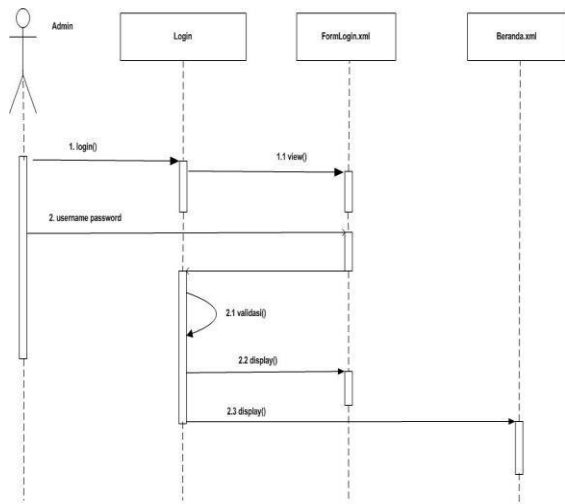 Admin
Login
FormLogin.xml
Beranda.xml
1. login()
1.1 view()
2. username password
2.1 validasi()
2.2 display()
2.3 display()